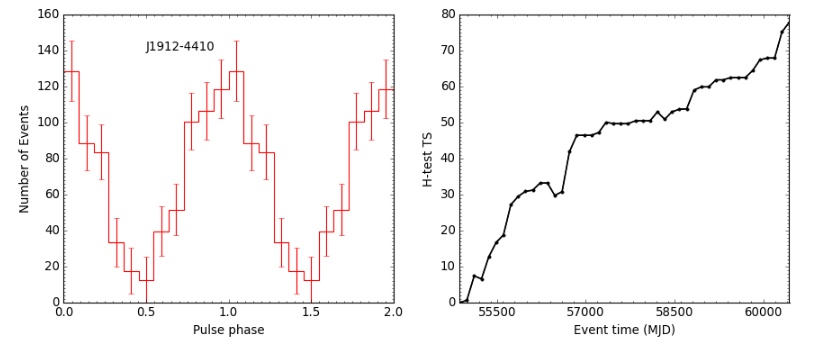 160
140
120
100
80
60
40
20
0
Number of Events
J1912-4410
0.0 0.5 1.0 1.5 2.0
Pulse phase
80
70
60
50
40
30
20
10
0
H-test TS
55500 57000 58500 60000
Event time (MJD)